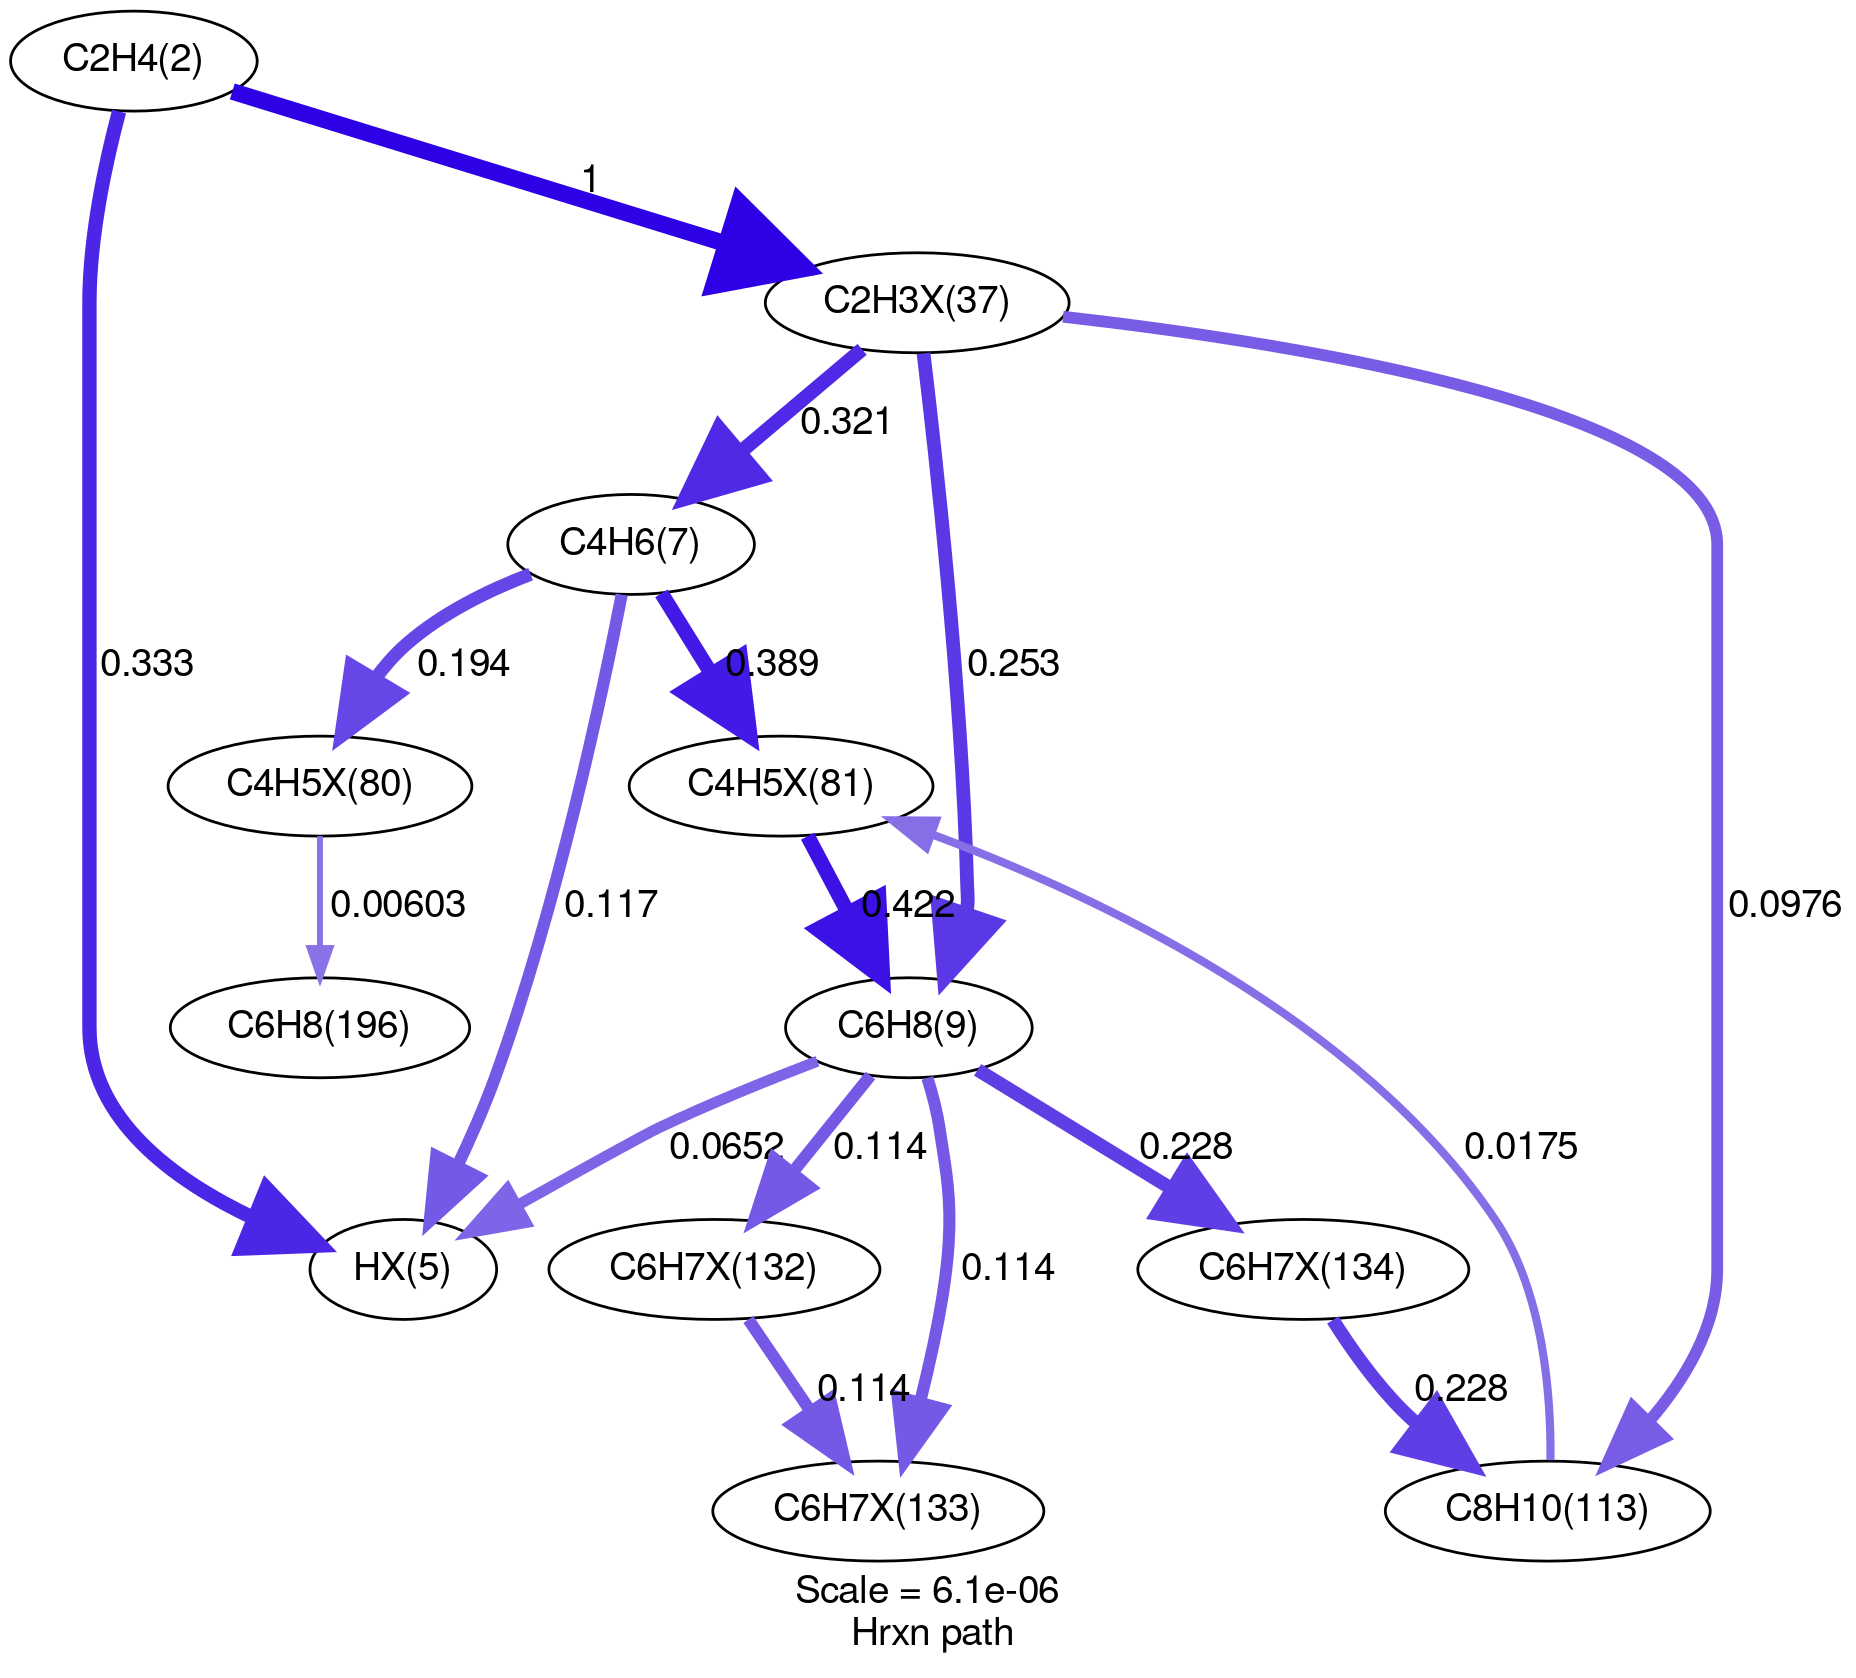 C2H4(2)
1
C2H3X(37)
0.321
C4H6(7)
0.333
0.194
0.389
0.253
C4H5X(80)
C4H5X(81)
0.00603
0.117
0.422
0.0976
C6H8(196)
C6H8(9)
0.0652
0.114
0.228
0.0175
HX(5)
C6H7X(132)
0.114
C6H7X(134)
0.114
0.228
C6H7X(133)
C8H10(113)
Scale = 6.1e-06
Hrxn path